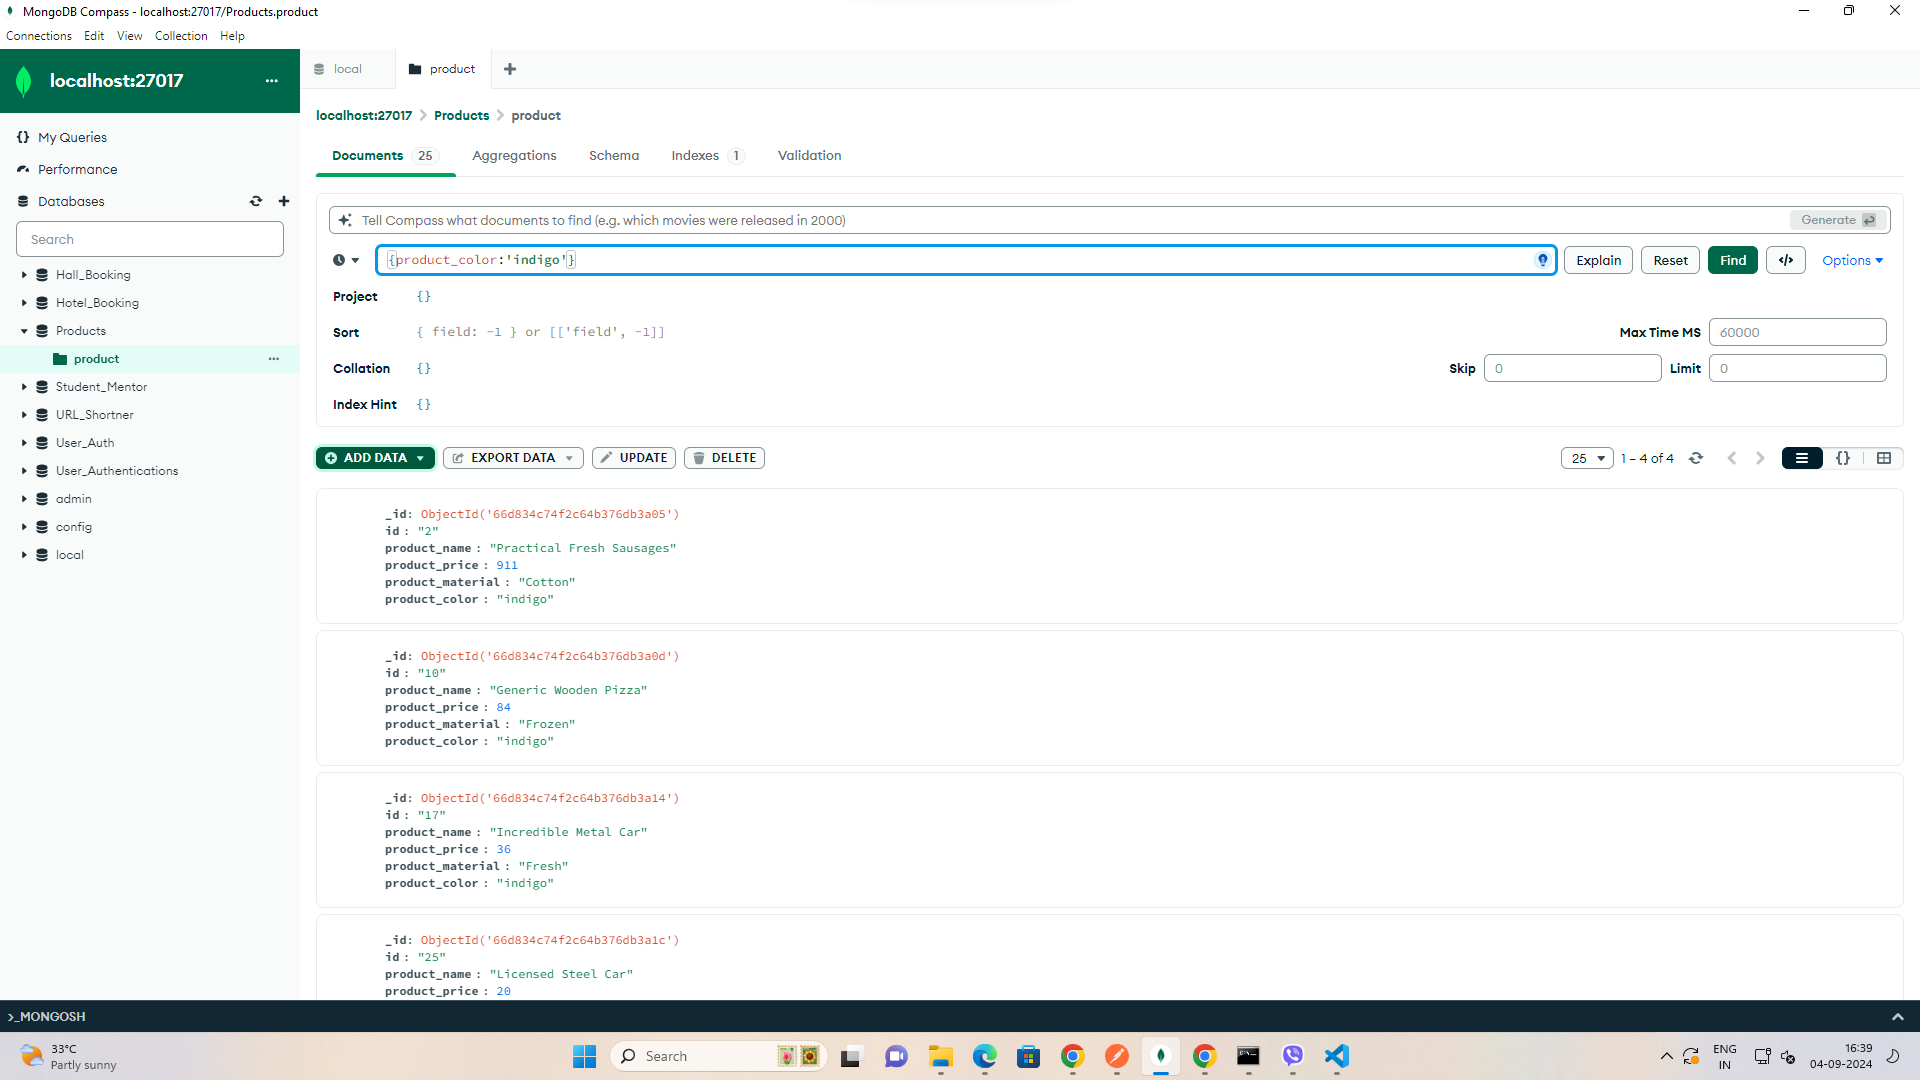 MongoDB Compass - localhost:27017/Products.product
Connections Edit View Collection Help
localhost:27017 ...
local product +
{} My Queries
Performance
Databases
Search
Hall_Booking
Hotel_Booking
Products
product ...
Student_Mentor
URL_Shortner
User_Auth
User_Authentications
admin
config
local
localhost:27017 > Products > product
Documents 25 Aggregations Schema Indexes 1 Validation
Tell Compass what documents to find (e.g. which movies were released in 2000) Generate
{product_color:'indigo'} Explain Reset Find </> Options
Project {}
Sort { field: -1 } or [['field', -1]] Max Time MS 60000
Collation {} Skip 0 Limit 0
Index Hint {}
ADD DATA EXPORT DATA UPDATE DELETE 25 1 – 4 of 4 {}
_id: ObjectId('66d834c74f2c64b376db3a05')
id : "2"
product_name : "Practical Fresh Sausages"
product_price : 911
product_material : "Cotton"
product_color : "indigo"
_id: ObjectId('66d834c74f2c64b376db3a0d')
id : "10"
product_name : "Generic Wooden Pizza"
product_price : 84
product_material : "Frozen"
product_color : "indigo"
_id: ObjectId('66d834c74f2c64b376db3a14')
id : "17"
product_name : "Incredible Metal Car"
product_price : 36
product_material : "Fresh"
product_color : "indigo"
_id: ObjectId('66d834c74f2c64b376db3a1c')
id : "25"
product_name : "Licensed Steel Car"
product_price : 20
>_MONGOSH
33°C
Partly sunny
Search
ENG
IN
16:39
04-09-2024